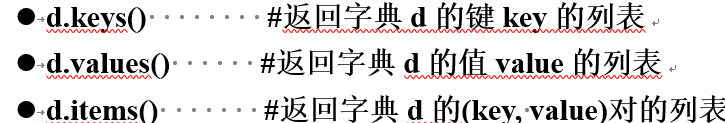 ●d.keys() #返回字典 d 的键 key 的列表
●d.values() #返回字典 d 的值 value 的列表
●d.items() #返回字典 d 的(key, value)对的列表